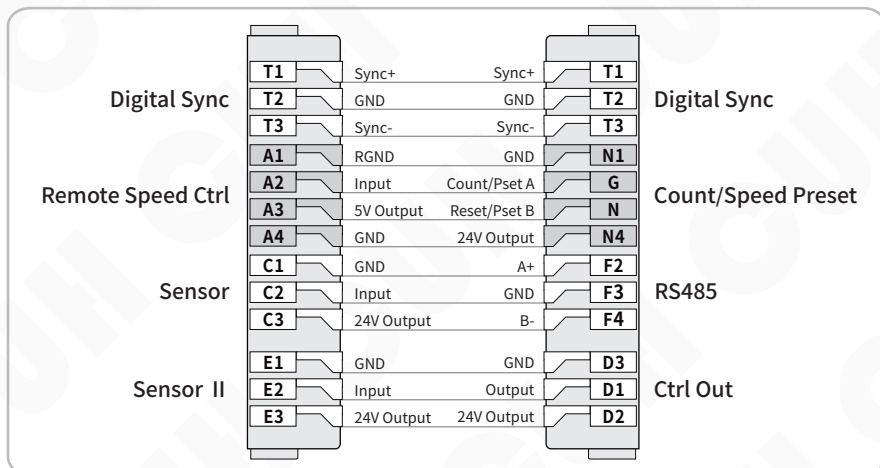 T1 Sync+ Sync+ T1
Digital Sync T2 GND GND T2 Digital Sync
T3 Sync- Sync- T3
A1 RGND GND N1
Remote Speed Ctrl A2 Input Count/Pset A G Count/Speed Preset
A3 5V Output Reset/Pset B N
A4 GND 24V Output N4
C1 GND A+ F2
Sensor C2 Input GND F3 RS485
C3 24V Output B- F4
E1 GND GND D3
Sensor II E2 Input Output D1 Ctrl Out
E3 24V Output 24V Output D2